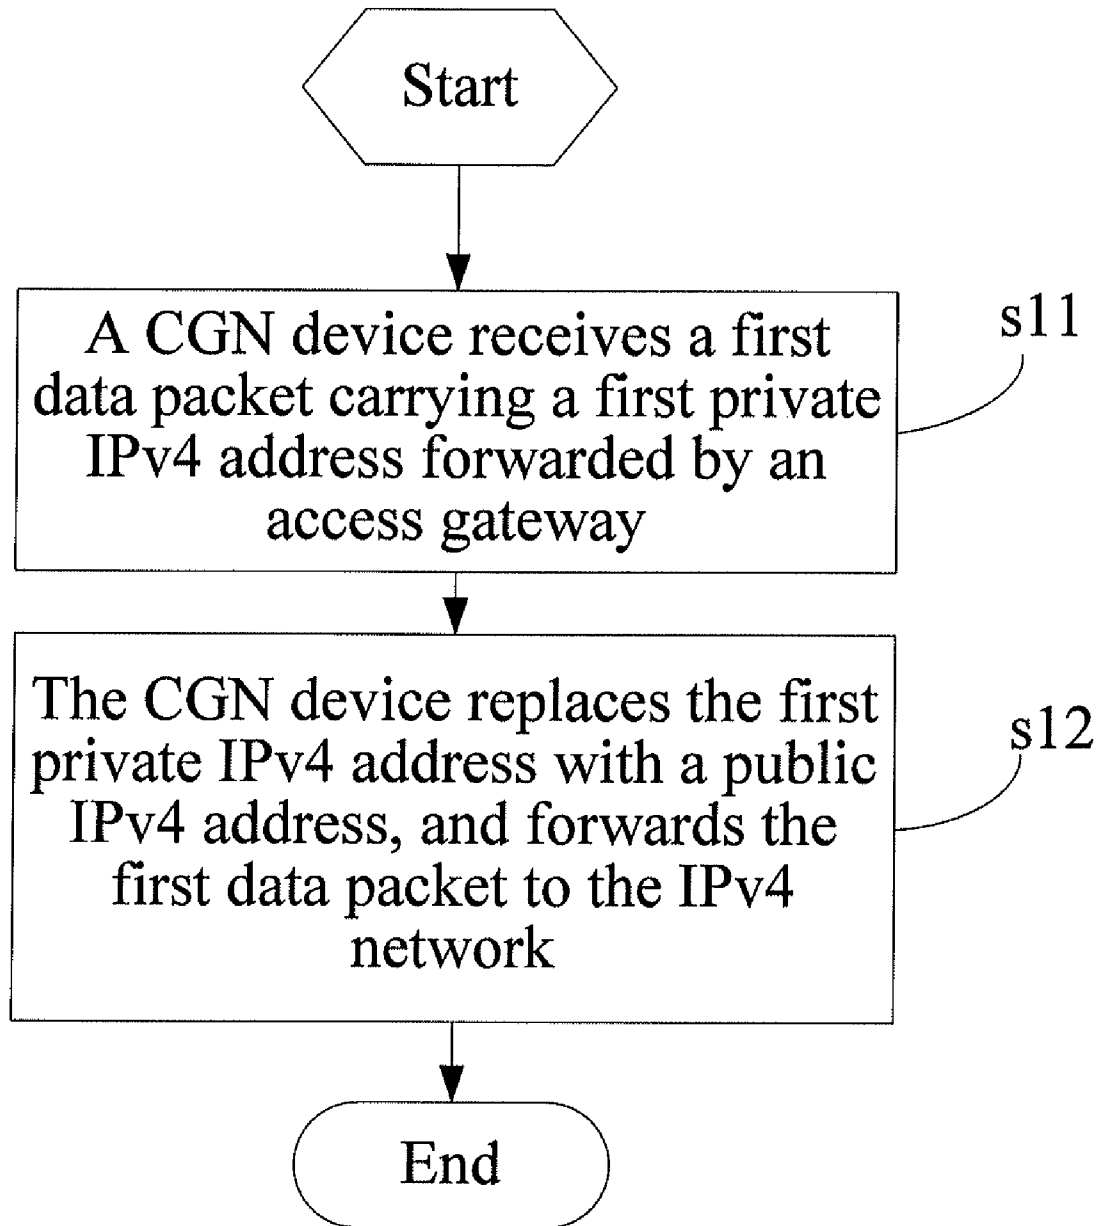 Start
A CGN device receives a first
data packet carrying a first private
IPv4 address forwarded by an
access gateway
s11
The CGN device replaces the first
private IPv4 address with a public
IPv4 address, and forwards the
first data packet to the IPv4
network
s12
End